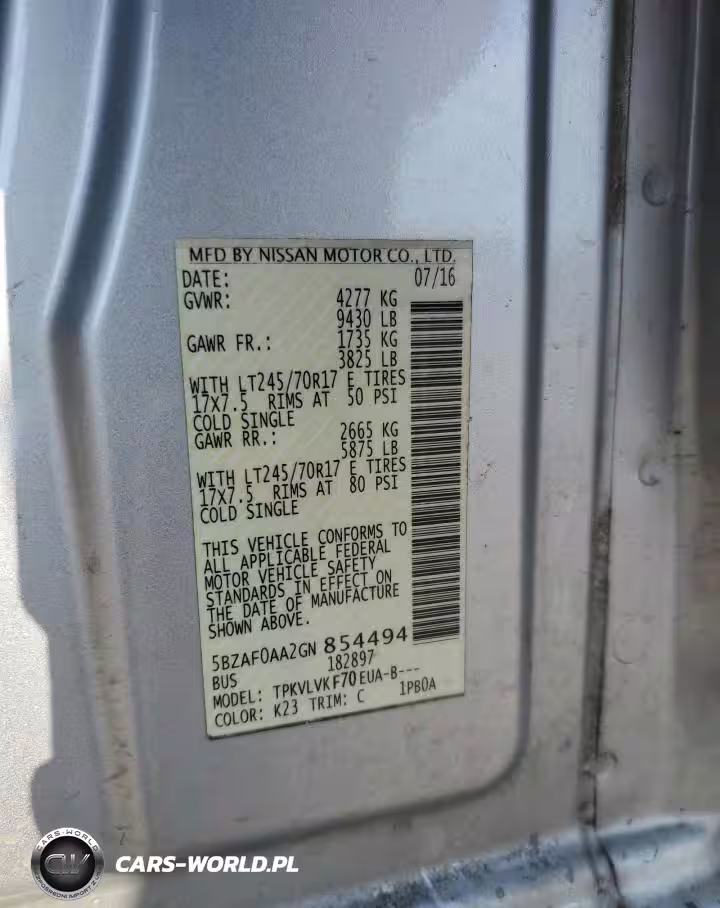 MFD BY NISSAN MOTOR CO., LTD.
DATE: 07/16
GVWR: 4277 KG
9430 LB
GAWR FR.: 1735 KG
3825 LB
WITH LT245/70R17 E TIRES
17X7.5 RIMS AT 50 PSI
COLD SINGLE
GAWR RR.: 2665 KG
5875 LB
WITH LT245/70R17 E TIRES
17X7.5 RIMS AT 80 PSI
COLD SINGLE
THIS VEHICLE CONFORMS TO
ALL APPLICABLE FEDERAL
MOTOR VEHICLE SAFETY
STANDARDS IN EFFECT ON
THE DATE OF MANUFACTURE
SHOWN ABOVE.
5BZAF0AA2GN 854494
BUS 182897
MODEL: TPKVLVK F70 EUA-B---
COLOR: K23 TRIM: C 1PB0A
CARS-WORLD
CW
CARS-WORLD.PL